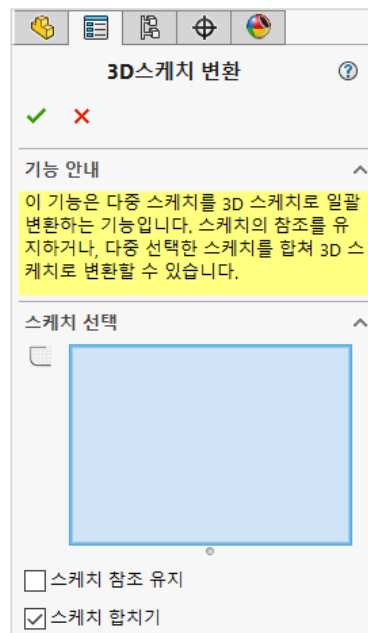 3D스케치 변환
기능 안내
이 기능은 다중 스케치를 3D 스케치로 일괄
변환하는 기능입니다. 스케치의 참조를 유
지하거나, 다중 선택한 스케치를 합쳐 3D 스
케치로 변환할 수 있습니다.
스케치 선택
스케치 참조 유지
스케치 합치기